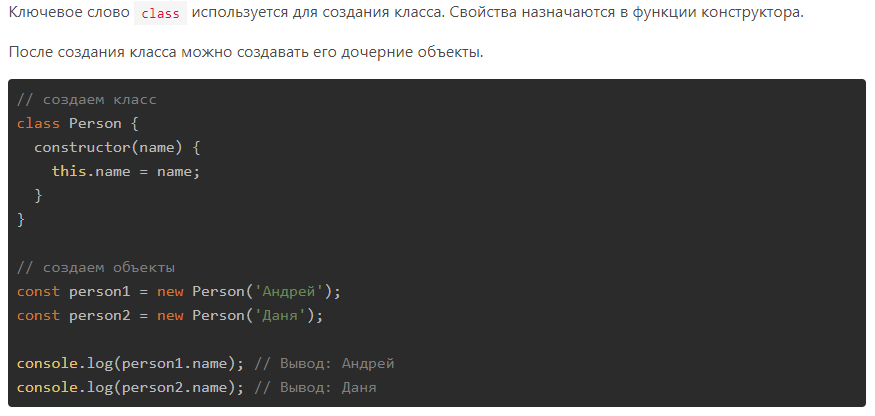 Ключевое слово class используется для создания класса. Свойства назначаются в функции конструктора.
После создания класса можно создавать его дочерние объекты.
// создаем класс
class Person {
  constructor(name) {
    this.name = name;
  }
}
// создаем объекты
const person1 = new Person('Андрей');
const person2 = new Person('Даня');
console.log(person1.name); // Вывод: Андрей
console.log(person2.name); // Вывод: Даня